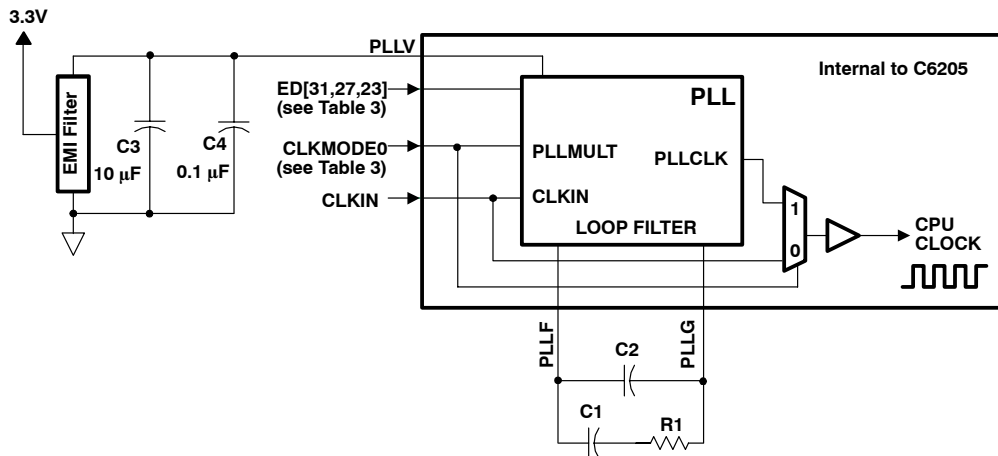 3.3V
PLLV
Internal to C6205
ED[31,27,23]
(see Table 3)
PLL
EMI Filter
C3
10 μF
C4
0.1 μF
CLKMODE0
(see Table 3)
PLLMULT
PLLCLK
CLKIN
CLKIN
1
LOOP FILTER
0
CPU
CLOCK
PLLF
PLLG
C2
C1
R1